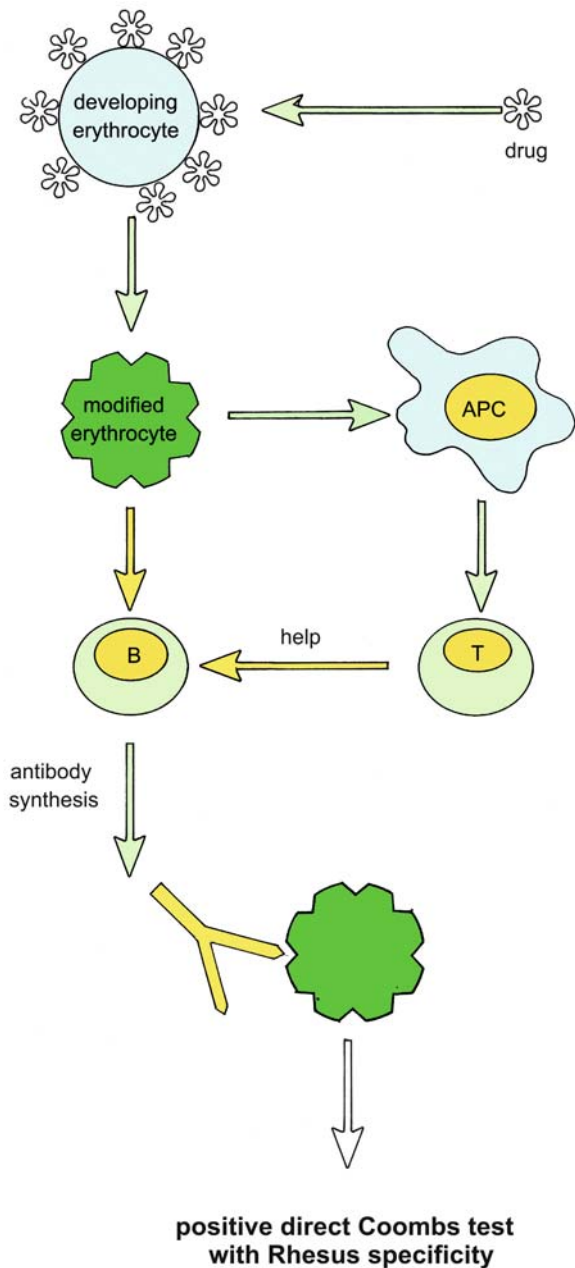 developing
erythrocyte
drug
modified
erythrocyte
APC
B
help
T
antibody
synthesis
positive direct Coombs test
with Rhesus specificity